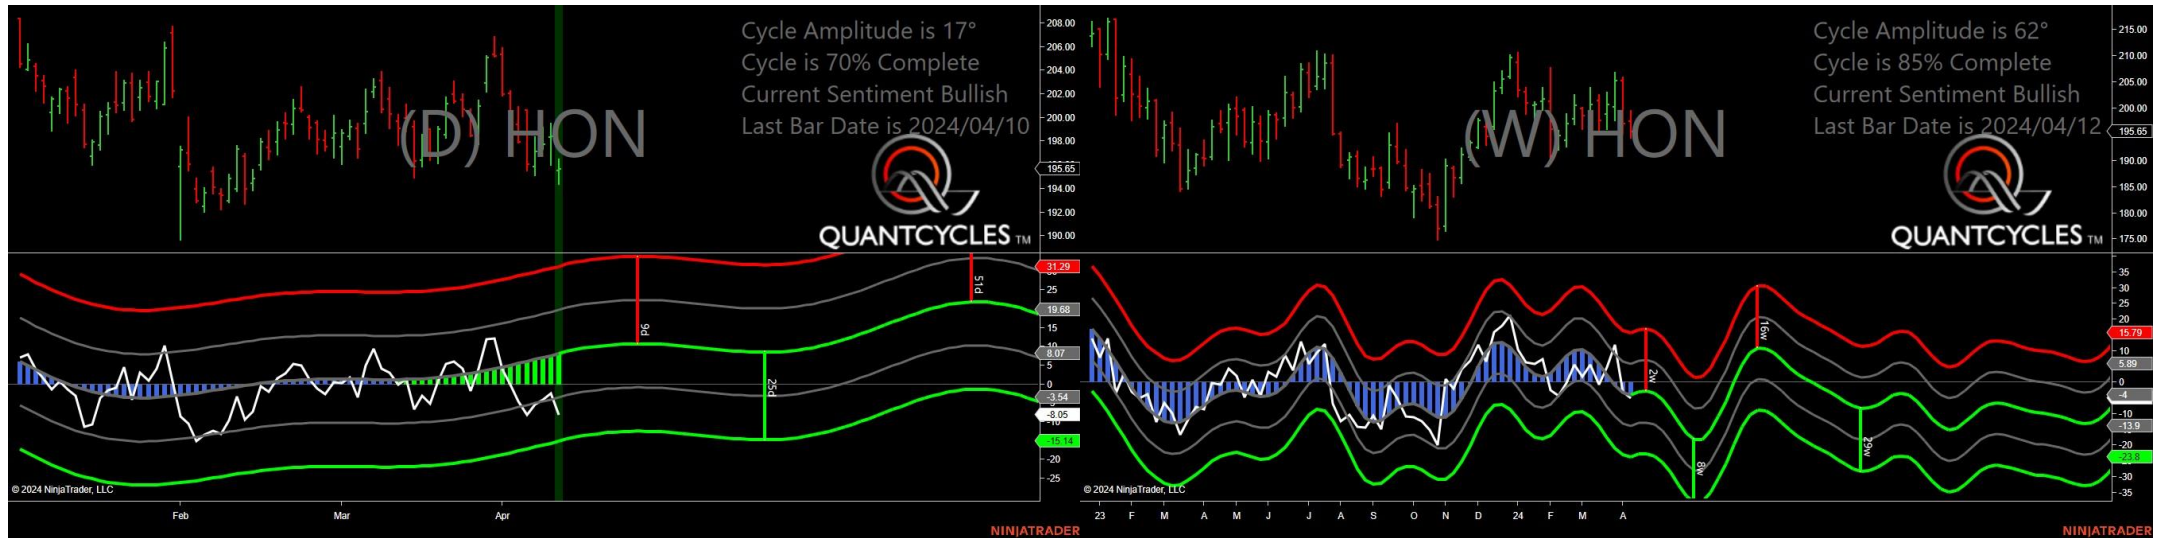 Cycle Amplitude is 17°
Cycle is 70% Complete
Current Sentiment Bullish
Last Bar Date is 2024/04/10
(D) HON
QUANTCYCLES TM
208.00
206.00
204.00
202.00
200.00
198.00
195.65
194.00
192.00
190.00
31.29
25
19.68
15
10
8.07
5
0
-3.54
-8.05
-10
-15.14
-20
-25
9d
25d
51d
© 2024 NinjaTrader, LLC
Feb Mar Apr
NINJATRADER
Cycle Amplitude is 62°
Cycle is 85% Complete
Current Sentiment Bullish
Last Bar Date is 2024/04/12
(W) HON
QUANTCYCLES TM
215.00
210.00
205.00
200.00
195.65
190.00
185.00
180.00
175.00
35
30
25
20
15.79
10
5.89
0
-4
-10
-13.9
-20
-23.8
-30
-35
2w
8w
16w
29w
© 2024 NinjaTrader, LLC
23 F M A M J J A S O N D 24 F M A
NINJATRADER